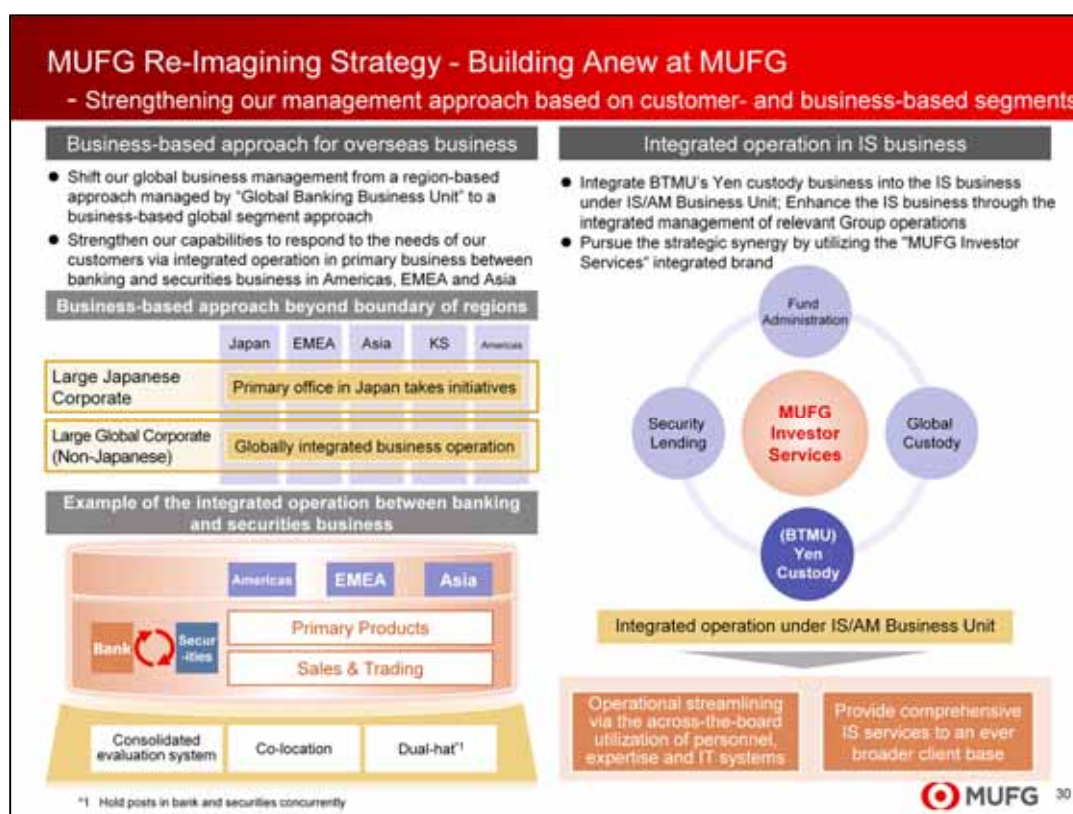 MUFG Re-Imagining Strategy - Building Anew at MUFG
- Strengthening our management approach based on customer- and business-based segments
Business-based approach for overseas business
● Shift our global business management from a region-based
approach managed by "Global Banking Business Unit" to a
business-based global segment approach
● Strengthen our capabilities to respond to the needs of our
customers via integrated operation in primary business between
banking and securities business in Americas, EMEA and Asia
Business-based approach beyond boundary of regions
Japan EMEA Asia KS Americas
Large Japanese
Corporate
Primary office in Japan takes initiatives
Large Global Corporate
(Non-Japanese)
Globally integrated business operation
Example of the integrated operation between banking
and securities business
Americas EMEA Asia
Bank
Secur
-ities
Primary Products
Sales & Trading
Consolidated
evaluation system
Co-location
Dual-hat*1
*1 Hold posts in bank and securities concurrently
Integrated operation in IS business
● Integrate BTMU's Yen custody business into the IS business
under IS/AM Business Unit; Enhance the IS business through the
integrated management of relevant Group operations
● Pursue the strategic synergy by utilizing the "MUFG Investor
Services" integrated brand
Fund
Administration
Security
Lending
MUFG
Investor
Services
Global
Custody
(BTMU)
Yen
Custody
Integrated operation under IS/AM Business Unit
Operational streamlining
via the across-the-board
utilization of personnel,
expertise and IT systems
Provide comprehensive
IS services to an ever
broader client base
MUFG
30